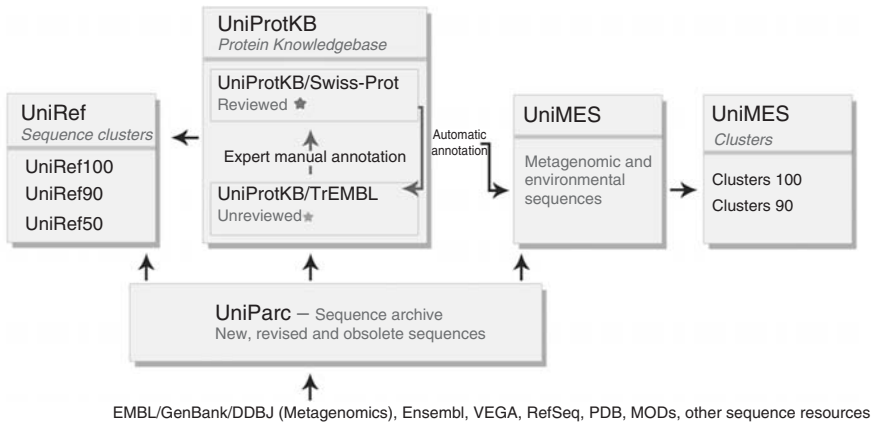 UniProtKB
Protein Knowledgebase
UniProtKB/Swiss-Prot
Reviewed
Expert manual annotation
UniProtKB/TrEMBL
Unreviewed
UniRef
Sequence clusters
UniRef100
UniRef90
UniRef50
Automatic
annotation
UniMES
Metagenomic and
environmental
sequences
UniMES
Clusters
Clusters 100
Clusters 90
UniParc – Sequence archive
New, revised and obsolete sequences
EMBL/GenBank/DDBJ (Metagenomics), Ensembl, VEGA, RefSeq, PDB, MODs, other sequence resources